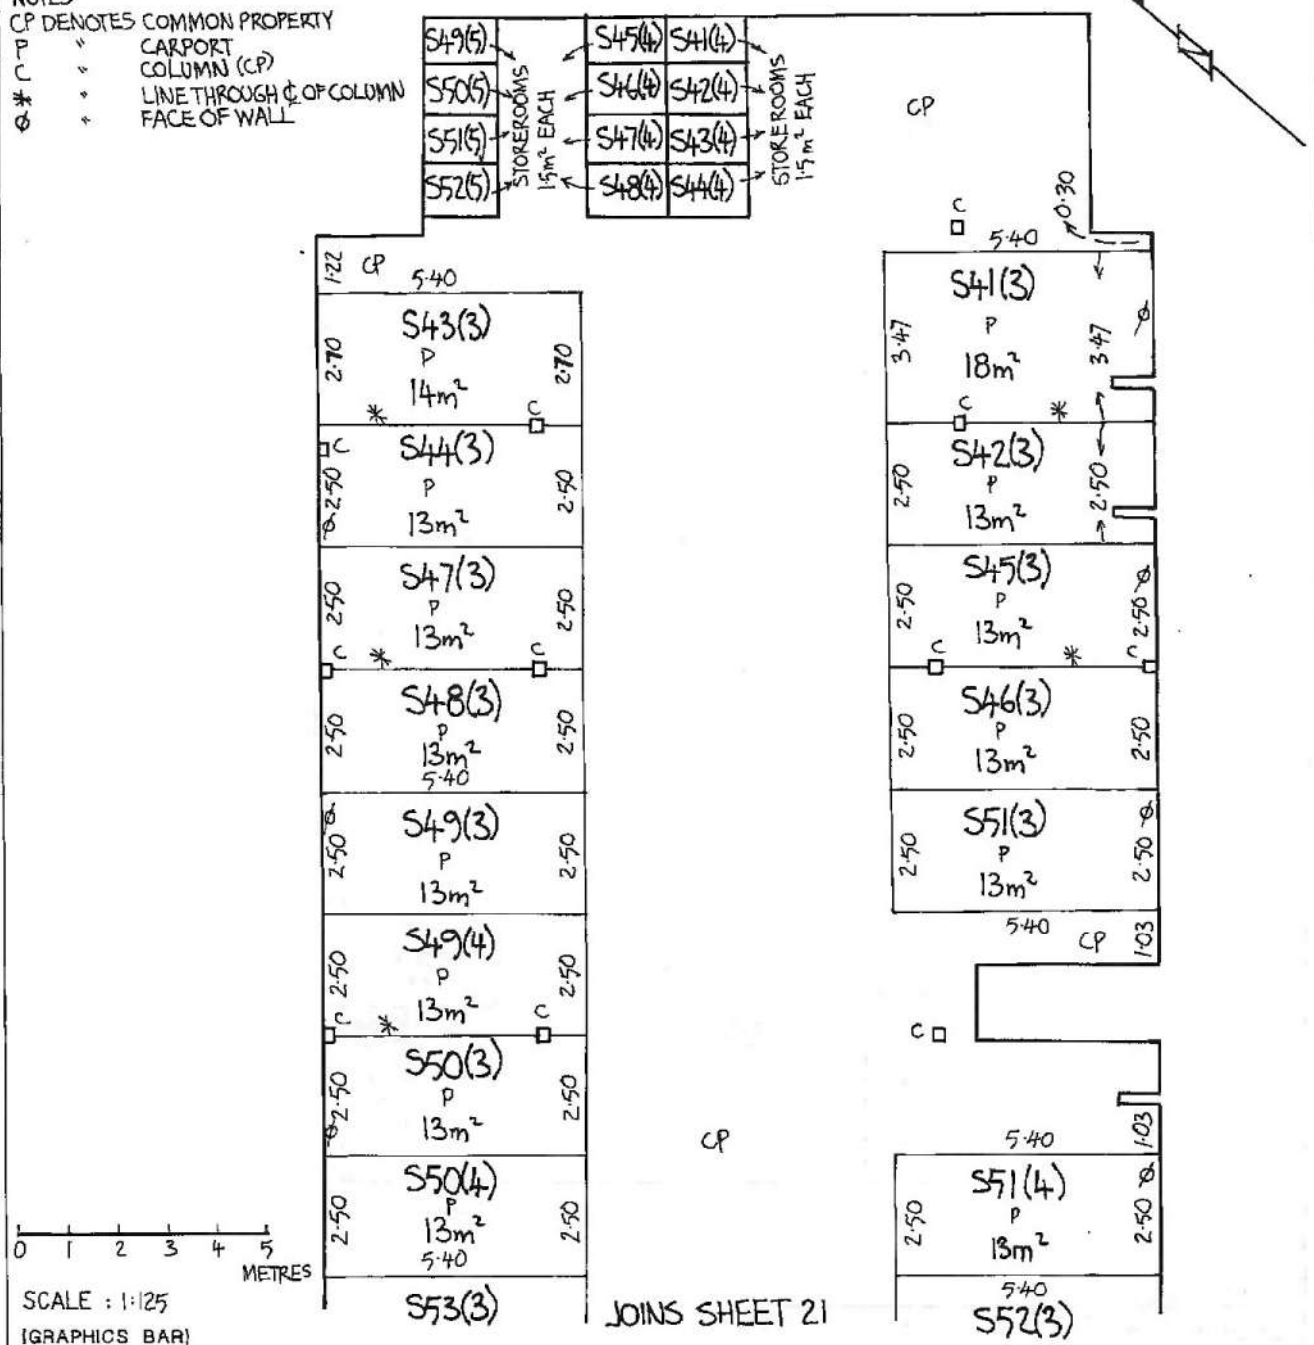 NOTES
CP DENOTES COMMON PROPERTY
P " CARPORT
C " COLUMN (CP)
* " LINE THROUGH ℄ OF COLUMN
ø " FACE OF WALL
S49(5)
S50(5)
S51(5)
S52(5)
STOREROOMS
1·5m² EACH
S45(4) S41(4)
S46(4) S42(4)
S47(4) S43(4)
S48(4) S44(4)
STOREROOMS
1·5m² EACH
CP
C
5·40
0·30
1·22
CP
5·40
S43(3)
P
14m²
2·70
2·70
*
C
C
S44(3)
P
13m²
2·50
ø
2·50
S47(3)
P
13m²
2·50
2·50
C
*
C
S48(3)
P
13m²
5·40
2·50
2·50
ø
S49(3)
P
13m²
2·50
2·50
S49(4)
P
13m²
2·50
2·50
C
*
C
S50(3)
P
13m²
2·50
ø
2·50
S50(4)
P
13m²
5·40
2·50
2·50
S53(3)
S41(3)
P
18m²
3·47
3·47
ø
C
*
S42(3)
P
13m²
2·50
2·50
S45(3)
P
13m²
2·50
2·50 ø
C
*
C
S46(3)
P
13m²
2·50
2·50
S51(3)
P
13m²
2·50
2·50 ø
5·40
CP
1·03
C
CP
5·40
1·03
S51(4)
P
13m²
2·50
2·50 ø
5·40
S52(3)
JOINS SHEET 21
0 1 2 3 4 5
METRES
SCALE : 1:125
(GRAPHICS BAR)